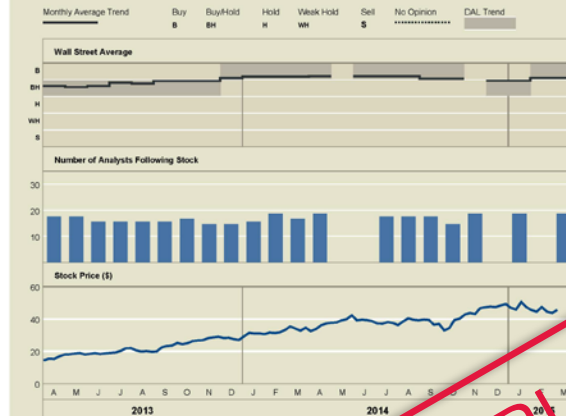 Monthly Average Trend Buy Buy/Hold Hold Weak Hold Sell No Opinion DAL Trend
B BH H WH S
Wall Street Average
B
BH
H
WH
S
Number of Analysts Following Stock
30
20
10
Stock Price ($)
60
40
20
0
A M J J A S O N D J F M A M J J A S O N D J F M
2013 2014